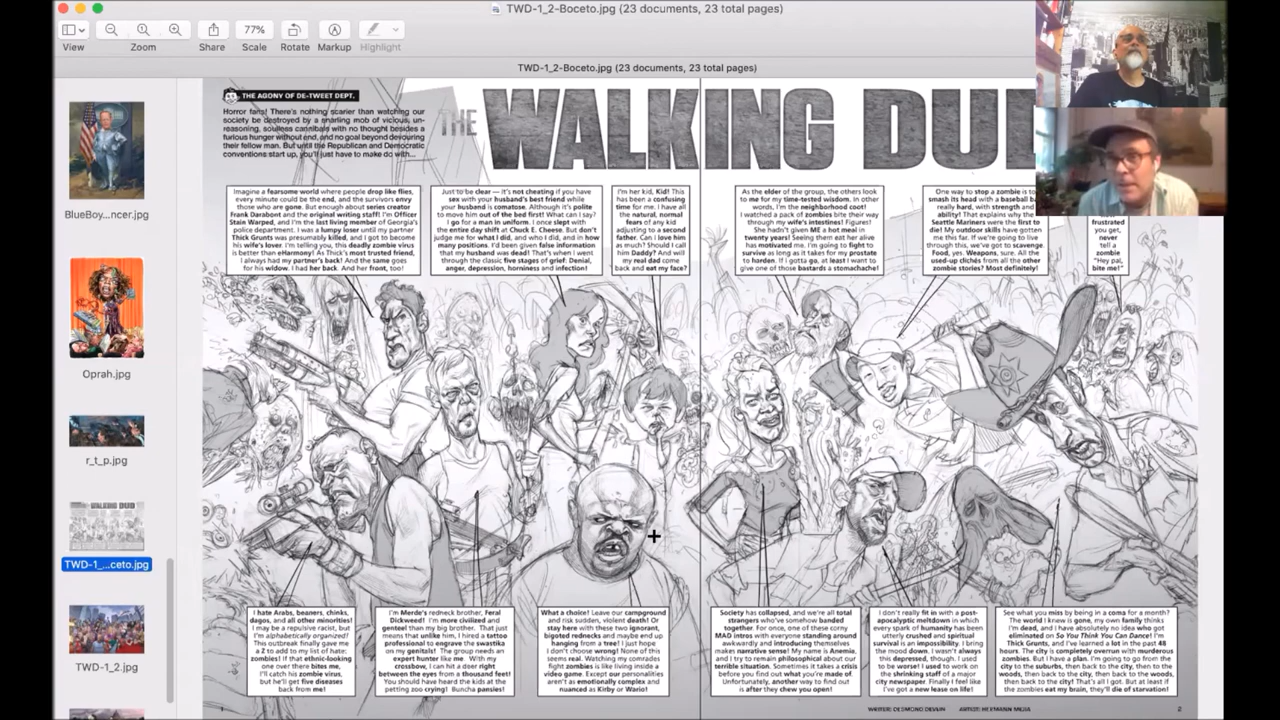 TWD-1_2-Boceto.jpg (23 documents, 23 total pages)
View
Zoom
Share
77%
Scale
Rotate
Markup
Highlight
TWD-1_2-Boceto.jpg (23 documents, 23 total pages)
BlueBoy...ncer.jpg
Oprah.jpg
r_t_p.jpg
TWD-1_...ceto.jpg
TWD-1_2.jpg
THE AGONY OF DE-TWEET DEPT.
Horror fans! There's nothing scarier than watching our
society be destroyed by a snarling mob of vicious, un-
reasoning, soulless cannibals with no thought besides a
furious hunger without end, and no goal beyond devouring
their fellow man. But until the Republican and Democratic
conventions start up, you'll just have to make do with...
THE WALKING DUD
Imagine a fearsome world where people drop like flies,
every minute could be the end, and the survivors envy
those who are gone. But enough about series creator
Frank Darabont and the original writing staff! I'm Officer
Stain Warped, and I'm the last living member of Georgia's
police department. I was a lumpy loser until my partner
Thick Grunts was presumably killed, and I got to become
his wife's lover. I'm telling you, this deadly zombie virus
is better than eHarmony! As Thick's most trusted friend,
I always had my partner's back! And the same goes
for his widow. I had her back. And her front, too!
Just to be clear — it's not cheating if you have
sex with your husband's best friend while
your husband is comatose. Although it's polite
to move him out of the bed first! What can I say?
I go for a man in uniform. I once slept with
the entire day shift at Chuck E. Cheese. But don't
judge me for what I did, and who I did, and in how
many positions. I'd been given false information
that my husband was dead! That's when I went
through the classic five stages of grief: Denial,
anger, depression, horniness and infection!
I'm her kid, Kid! This
has been a confusing
time for me. I have all
the natural, normal
fears of any kid
adjusting to a second
father. Can I love him
as much? Should I call
him Daddy? And will
my real dad come
back and eat my face?
As the elder of the group, the others look
to me for my time-tested wisdom. In other
words, I'm the neighborhood coot!
I watched a pack of zombies bite their way
through my wife's intestines! Figures!
She hadn't given ME a hot meal in
twenty years! Seeing them eat her alive
has motivated me. I'm going to fight to
survive as long as it takes for my prostate
to harden. If I gotta go, at least I want to
give one of those bastards a stomachache!
One way to stop a zombie is to
smash its head with a baseball
really hard, with strength and
ability! That explains why the
Seattle Mariners were the first to
die! My outdoor skills have gotten
me this far. If we're going to live
through this, we've got to scavenge.
Food, yes. Weapons, sure. All the
used-up clichés from all the other
zombie stories? Most definitely!
frustrated
you get,
never
tell a
zombie
"Hey pal,
bite me!"
I hate Arabs, beaners, chinks,
dagos, and all other minorities!
I may be a repulsive racist, but
I'm alphabetically organized!
This outbreak finally gave me
a Z to add to my list of hate:
zombies! If that ethnic-looking
one over there bites me,
I'll catch his zombie virus,
but he'll get five diseases
back from me!
I'm Merde's redneck brother, Feral
Dickweed! I'm more civilized and
genteel than my big brother. That
just means that unlike him, I hired a tattoo
professional to engrave the swastika
on my genitals! The group needs an
expert hunter like me. With my
crossbow, I can hit a deer right
between the eyes from a thousand feet!
You should have heard the kids at the
petting zoo crying! Buncha pansies!
What a choice! Leave our campground
and risk sudden, violent death! Or
stay here with these two ignorant,
bigoted rednecks and maybe end up
hanging from a tree! I just hope
I don't choose wrong! None of this
seems real. Watching my comrades
fight zombies is like living inside a
video game. Except our personalities
aren't as emotionally complex and
nuanced as Kirby or Wario!
Society has collapsed, and we're all total
strangers who've somehow banded
together. For once, one of these corny
MAD intros with everyone standing around
awkwardly and introducing themselves
makes narrative sense! My name is Anemia,
and I try to remain philosophical about our
terrible situation. Sometimes it takes a crisis
before you find out what you're made of.
Unfortunately, another way to find out
is after they chew you open!
I don't really fit in with a post-
apocalyptic meltdown in which
every spark of humanity has been
utterly crushed and spiritual
survival is an impossibility. I bring
the mood down. I wasn't always
this depressed, though. I used
to be worse! I used to work on
the shrinking staff of a major
city newspaper. Finally I feel like
I've got a new lease on life!
See what you miss by being in a coma for a month?
The world I knew is gone, my own family thinks
I'm dead, and I have absolutely no idea who got
eliminated on So You Think You Can Dance! I'm
Thick Grunts, and I've learned a lot in the past 48
hours. The city is completely overrun with murderous
zombies. But I have a plan. I'm going to go from the
city to the suburbs, then back to the city, then to the
woods, then back to the city, then back to the woods,
then back to the city! That's all I got. But at least if
the zombies eat my brain, they'll die of starvation!
WRITER: DESMOND DEVLIN ARTIST: HERMANN MEJIA
2